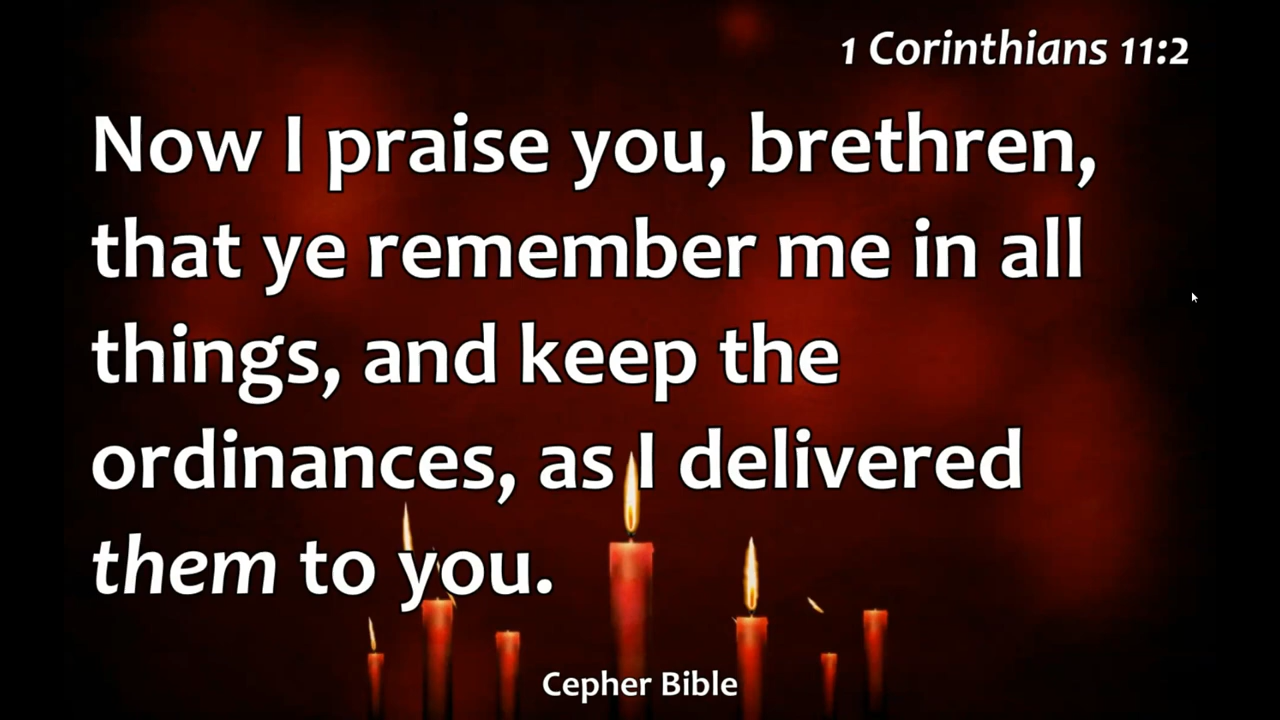 1 Corinthians 11:2
Now I praise you, brethren,
that ye remember me in all
things, and keep the
ordinances, as I delivered
them to you.
Cepher Bible